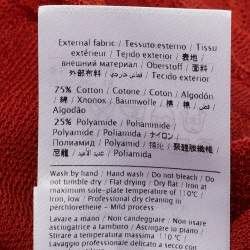 External fabric / Tessuto esterno / Tissu
extérieur / Tejido exterior / 表地 /
внешний материал / Oberstoff / 面料 /
外部布料 / قماش خارجي / Tecido exterior
75% Cotton / Cotone / Coton / Algodón
/ 綿 / Хлопок / Baumwolle / 棉 / 棉 /
Algodão
25% Polyamide / Poliammide /
Polyamide / Poliamida / ナイロン /
Полиамид / Polyamid / 锦纶 / 聚醯胺纖維
/ Poliamida
Wash by hand / Hand wash / Do not bleach / Do
not tumble dry / Flat drying / Dry flat / Iron at
maximum sole-plate temperature of 110°C /
Iron, low / Professional dry cleaning in
perchloroethene - Mild process
Lavare a mano / Non candeggiare / Non usare
asciugatrice a tamburo / Asciugare in piano /
Stirare a temperatura massima 110°C /
Lavaggio professionale delicato a secco con